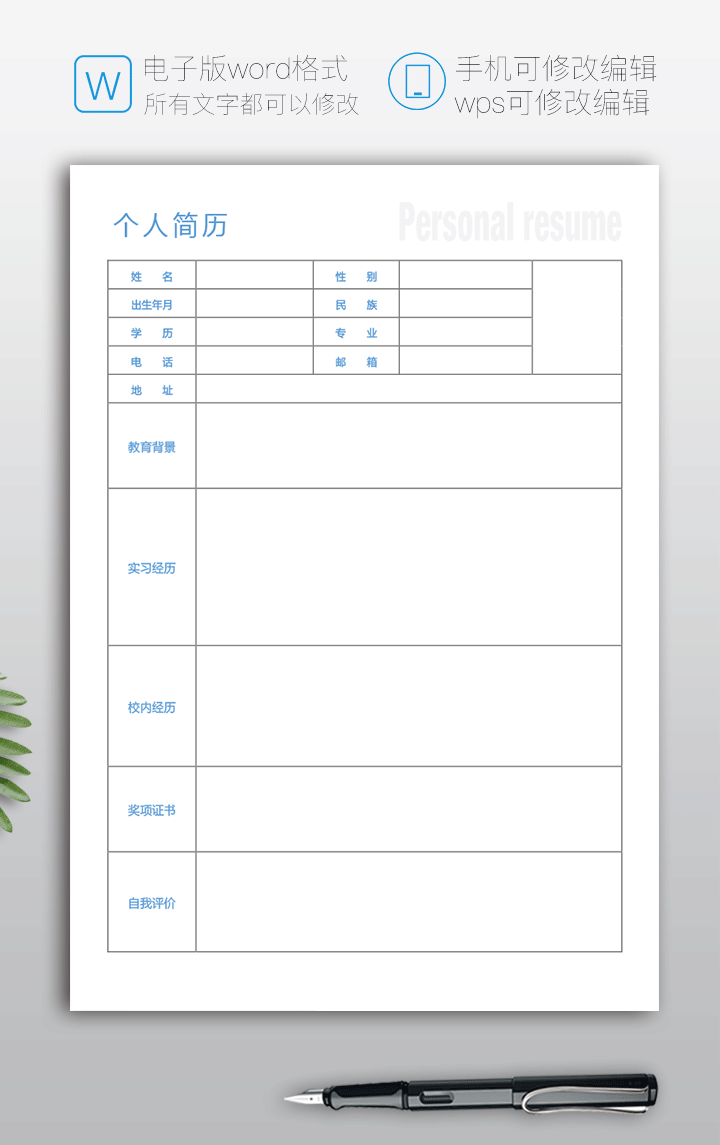 W
电子版word格式
所有文字都可以修改
手机可修改编辑
wps可修改编辑
个人简历
Personal resume
姓 名
性 别
出生年月
民 族
学 历
专 业
电 话
邮 箱
地 址
教育背景
实习经历
校内经历
奖项证书
自我评价